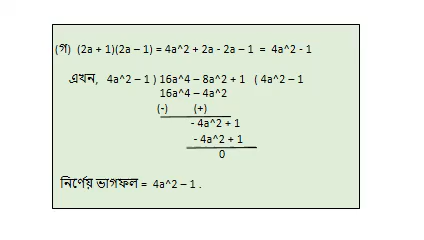 (গ) (2a + 1)(2a – 1) = 4a^2 + 2a - 2a – 1 = 4a^2 - 1
এখন, 4a^2 – 1 ) 16a^4 – 8a^2 + 1 ( 4a^2 – 1
16a^4 – 4a^2
(-) (+)
- 4a^2 + 1
- 4a^2 + 1
0
নির্ণেয় ভাগফল = 4a^2 – 1 .